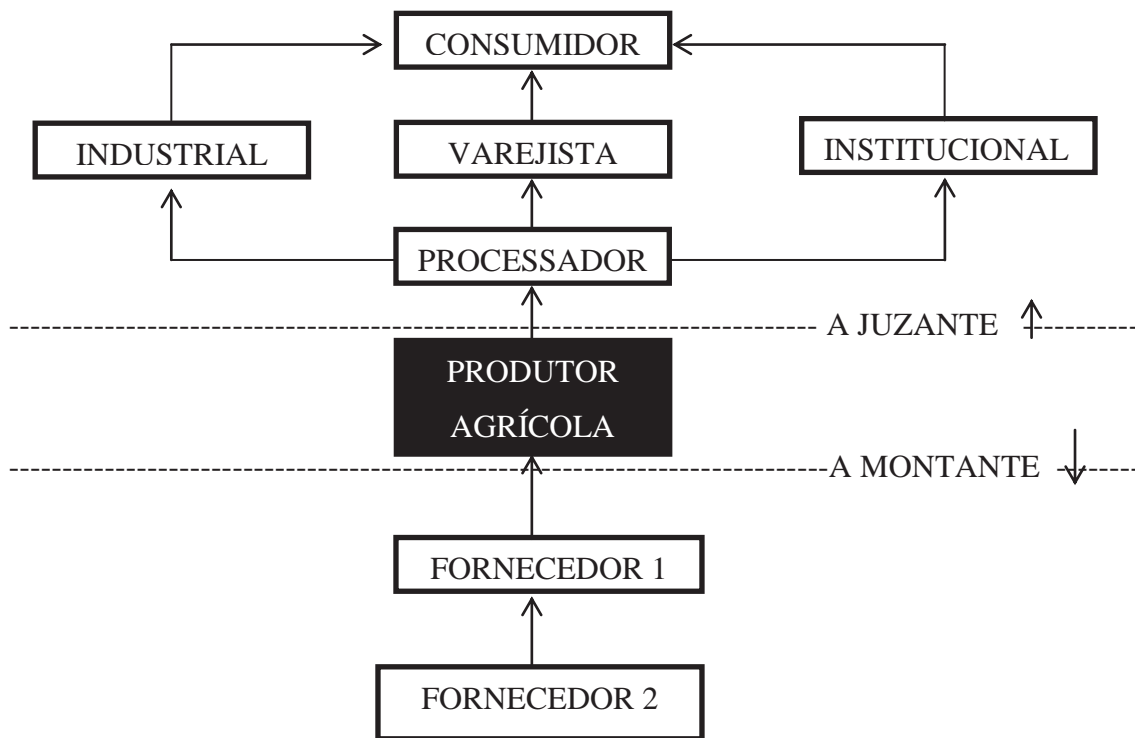 CONSUMIDOR
INDUSTRIAL
VAREJISTA
INSTITUCIONAL
PROCESSADOR
A JUZANTE
PRODUTOR
AGRÍCOLA
A MONTANTE
FORNECEDOR 1
FORNECEDOR 2